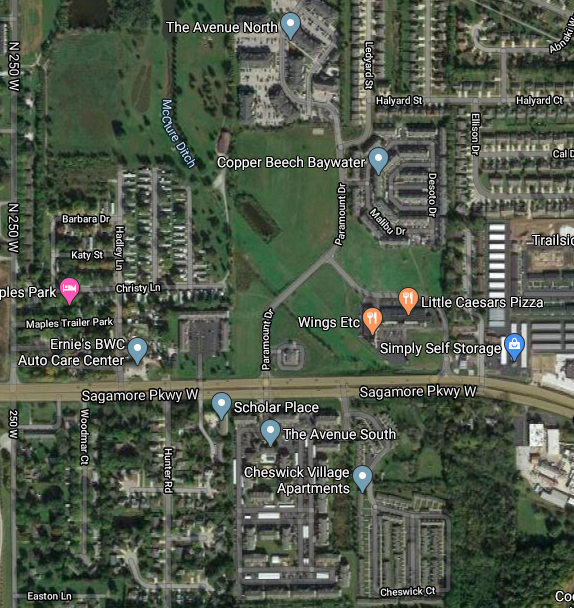 The Avenue North
N 250 W
Ledyard St
Abnaki W
Halyard St
Halyard Ct
McClure Ditch
Ellison Dr
Copper Beech Baywater
Cal D
Desoto Dr
N 250 W
Paramount Dr
Barbara Dr
Malibu Dr
Hadley Ln
Trailsid
Katy St
ples Park
Christy Ln
Little Caesars Pizza
Maples Trailer Park
Wings Etc
Paramount Dr
Ernie's BWC
Auto Care Center
Simply Self Storage
Sagamore Pkwy W
Sagamore Pkwy W
Scholar Place
250 W
Woodmar Ct
The Avenue South
Hunter Rd
Cheswick Village
Apartments
Easton Ln
Cheswick Ct
Coo